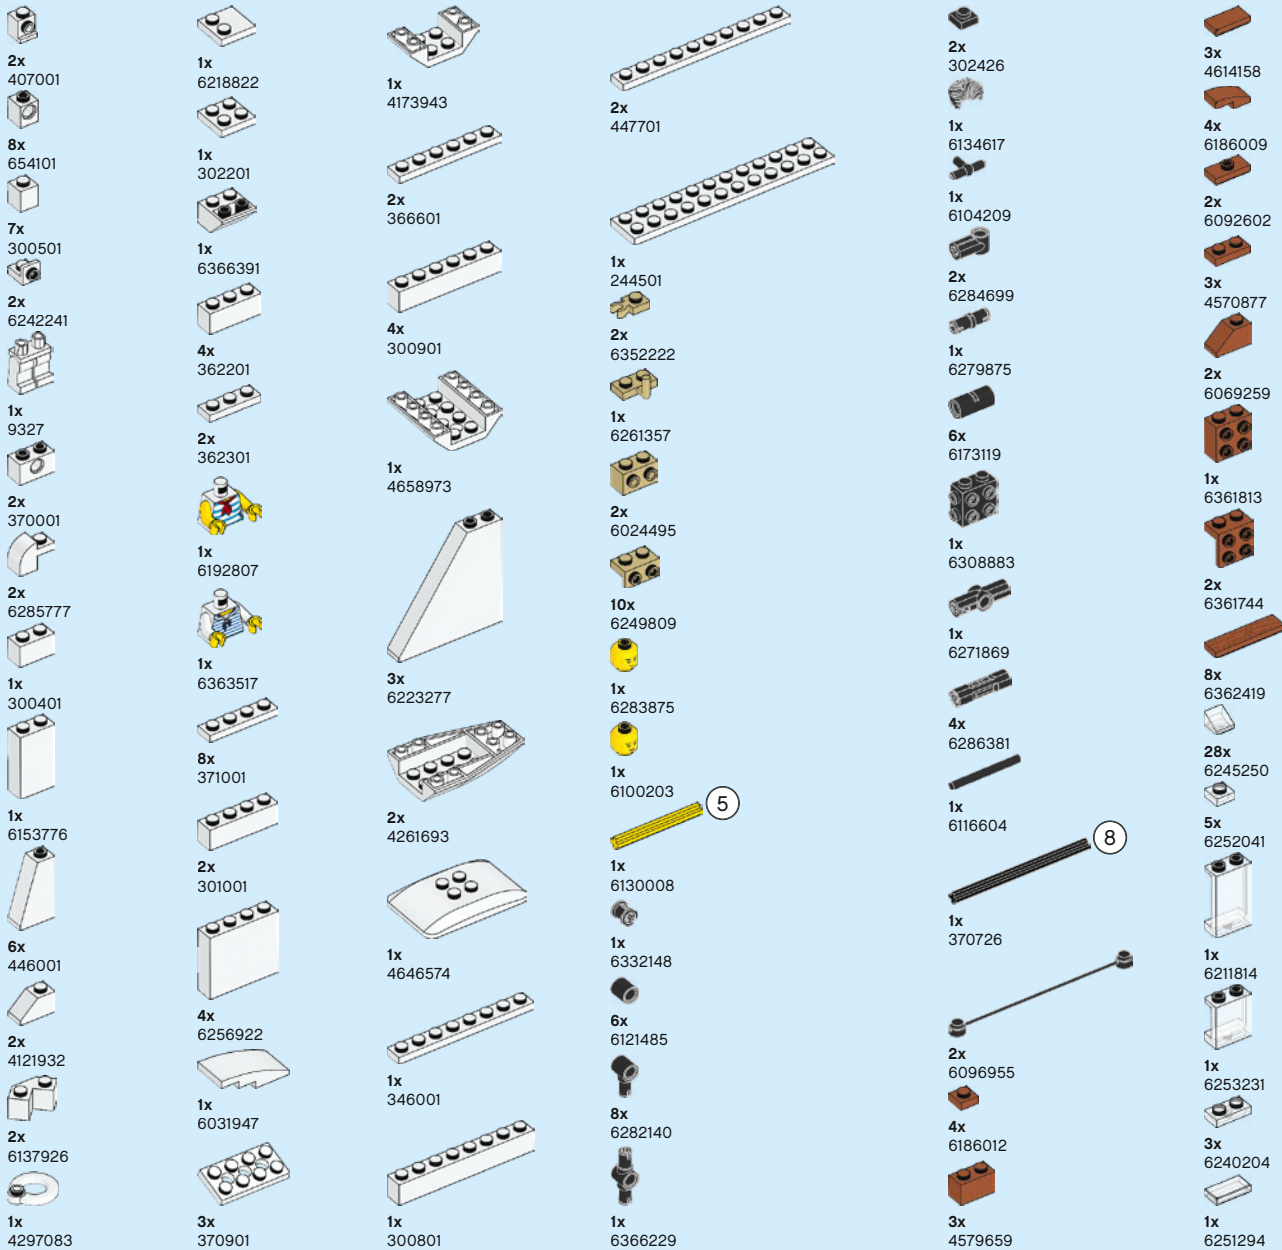 2x
407001
8x
654101
7x
300501
2x
6242241
1x
9327
2x
370001
2x
6285777
1x
300401
1x
6153776
6x
446001
2x
4121932
2x
6137926
1x
4297083
1x
6218822
1x
302201
1x
6366391
4x
362201
2x
362301
1x
6192807
1x
6363517
8x
371001
2x
301001
4x
6256922
1x
6031947
3x
370901
1x
4173943
2x
366601
4x
300901
1x
4658973
3x
6223277
2x
4261693
1x
4646574
1x
346001
1x
300801
2x
447701
1x
244501
2x
6352222
1x
6261357
2x
6024495
10x
6249809
1x
6283875
1x
6100203
5
1x
6130008
1x
6332148
6x
6121485
8x
6282140
1x
6366229
2x
302426
1x
6134617
1x
6104209
2x
6284699
1x
6279875
6x
6173119
1x
6308883
1x
6271869
4x
6286381
1x
6116604
8
1x
370726
2x
6096955
4x
6186012
3x
4579659
3x
4614158
4x
6186009
2x
6092602
3x
4570877
2x
6069259
1x
6361813
2x
6361744
8x
6362419
28x
6245250
5x
6252041
1x
6211814
1x
6253231
3x
6240204
1x
6251294